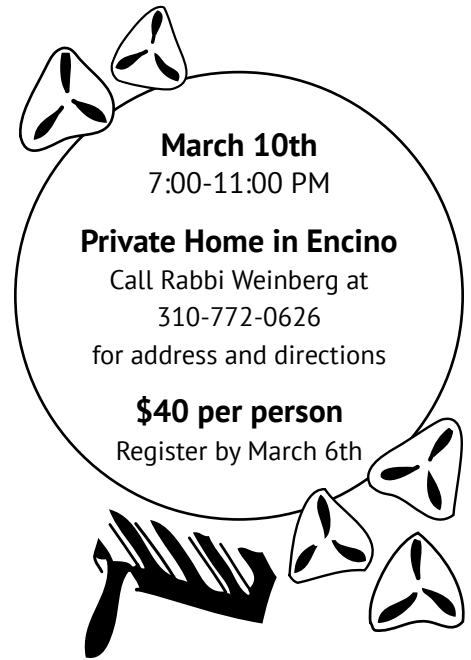 March 10th
7:00-11:00 PM
Private Home in Encino
Call Rabbi Weinberg at
310-772-0626
for address and directions
$40 per person
Register by March 6th